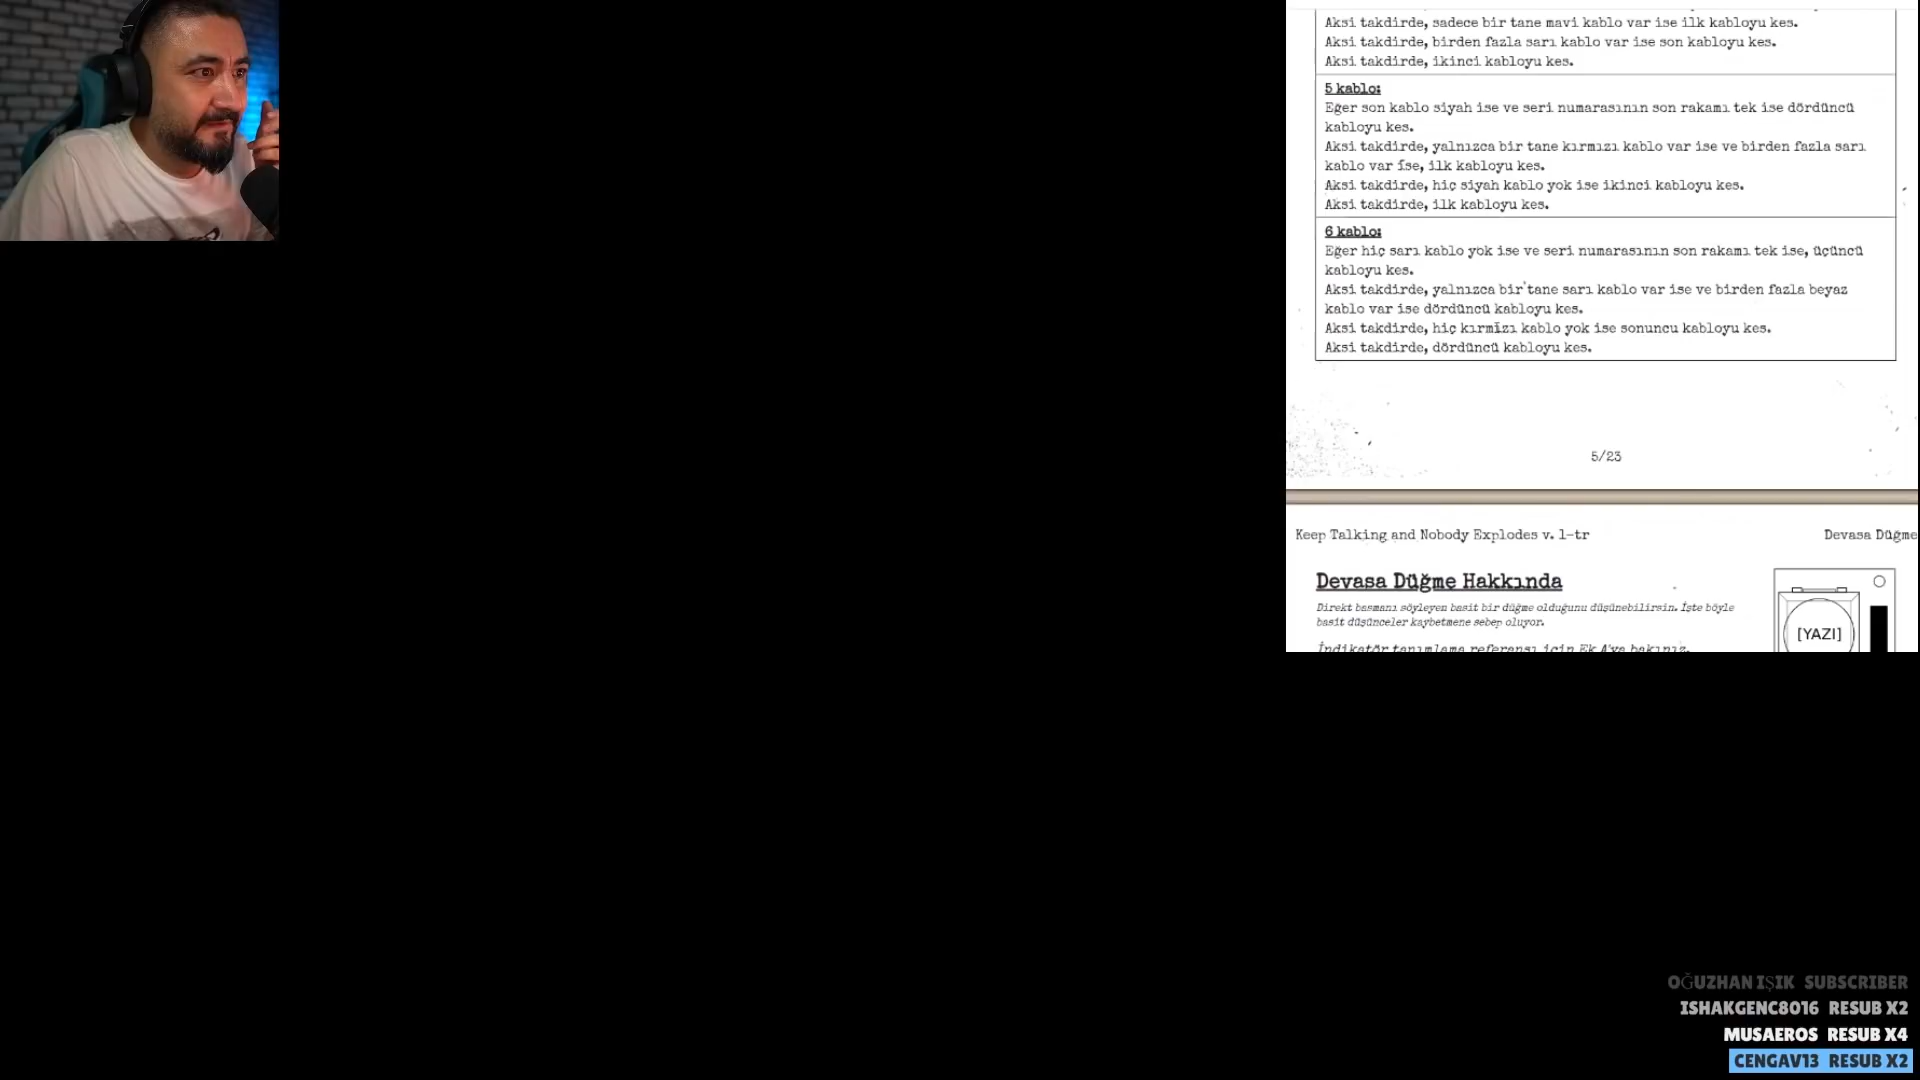 Aksi takdirde, sadece bir tane mavi kablo var ise ilk kabloyu kes.
Aksi takdirde, birden fazla sarı kablo var ise son kabloyu kes.
Aksi takdirde, ikinci kabloyu kes.
5 kablo:
Eğer son kablo siyah ise ve seri numarasının son rakamı tek ise dördüncü
kabloyu kes.
Aksi takdirde, yalnızca bir tane kırmızı kablo var ise ve birden fazla sarı
kablo var ise, ilk kabloyu kes.
Aksi takdirde, hiç siyah kablo yok ise ikinci kabloyu kes.
Aksi takdirde, ilk kabloyu kes.
6 kablo:
Eğer hiç sarı kablo yok ise ve seri numarasının son rakamı tek ise, üçüncü
kabloyu kes.
Aksi takdirde, yalnızca bir tane sarı kablo var ise ve birden fazla beyaz
kablo var ise dördüncü kabloyu kes.
Aksi takdirde, hiç kırmızı kablo yok ise sonuncu kabloyu kes.
Aksi takdirde, dördüncü kabloyu kes.
5/23
Keep Talking and Nobody Explodes v. 1-tr
Devasa Düğme
Devasa Düğme Hakkında
Direkt basmanı söyleyen basit bir düğme olduğunu düşünebilirsin. İşte böyle
basit düşünceler kaybetmene sebep oluyor.
İndikatör tanımlama referansı için Ek A'ya bakınız.
[YAZI]
OĞUZHAN IŞIK SUBSCRIBER
ISHAKGENC8016 RESUB X2
MUSAEROS RESUB X4
CENGAV13 RESUB X2